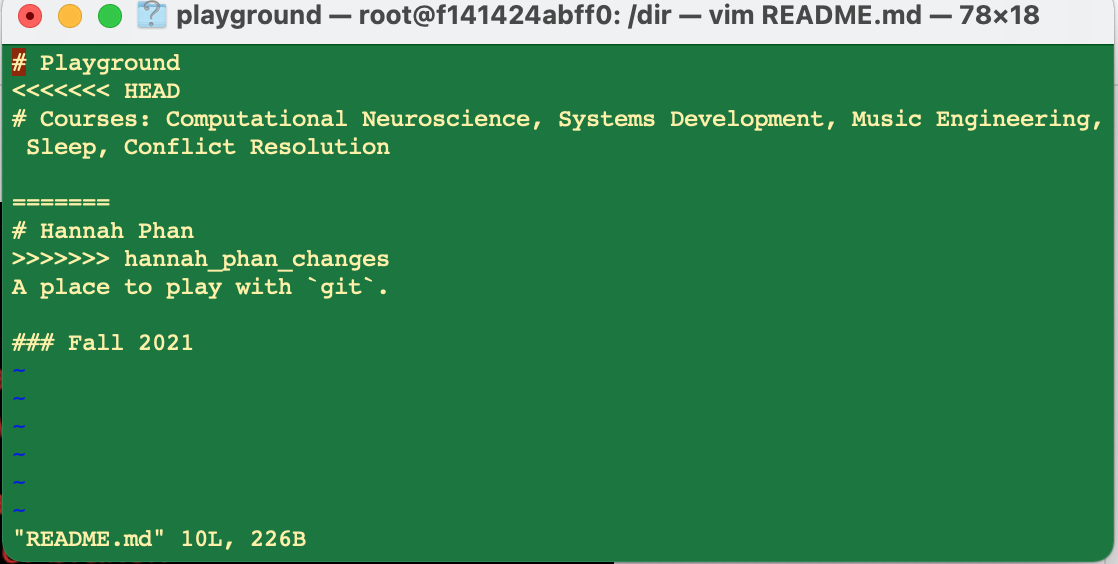 playground — root@f141424abff0: /dir — vim README.md — 78×18
# Playground
<<<<<<< HEAD
# Courses: Computational Neuroscience, Systems Development, Music Engineering,
 Sleep, Conflict Resolution

=======
# Hannah Phan
>>>>>>> hannah_phan_changes
A place to play with `git`.

### Fall 2021
~
~
~
~
~
~
"README.md" 10L, 226B